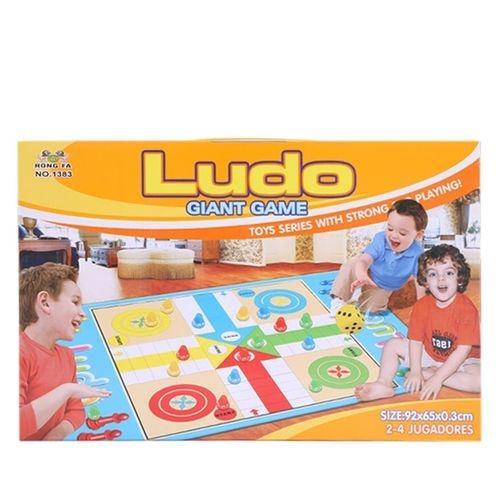 RONG FA
NO.1383
Ludo
GIANT GAME
TOYS SERIES WITH STRONG PLAYING!
SIZE:92x65x0.3cm
2-4 JUGADORES